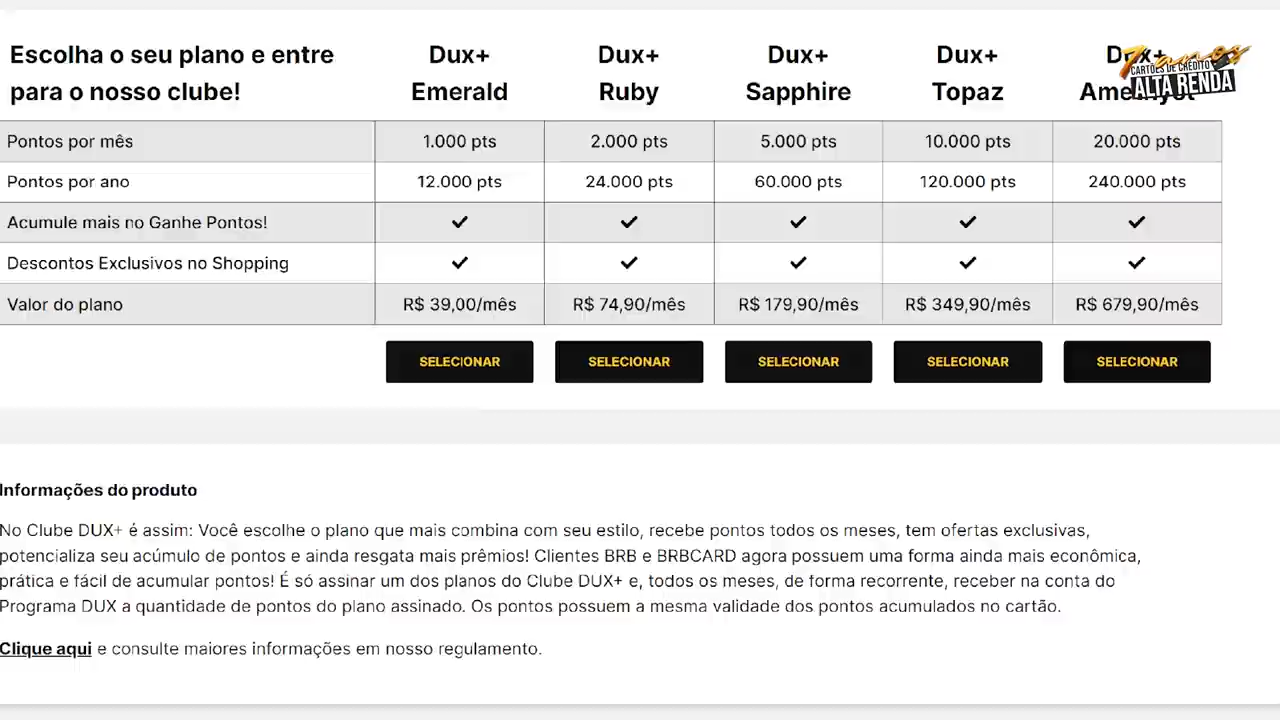 Escolha o seu plano e entre
para o nosso clube!
Dux+
Emerald
Dux+
Ruby
Dux+
Sapphire
Dux+
Topaz
7 anos
CARTÕES DE CRÉDITO
ALTA RENDA
Pontos por mês 1.000 pts 2.000 pts 5.000 pts 10.000 pts 20.000 pts
Pontos por ano 12.000 pts 24.000 pts 60.000 pts 120.000 pts 240.000 pts
Acumule mais no Ganhe Pontos!
Descontos Exclusivos no Shopping
Valor do plano R$ 39,00/mês R$ 74,90/mês R$ 179,90/mês R$ 349,90/mês R$ 679,90/mês
SELECIONAR SELECIONAR SELECIONAR SELECIONAR SELECIONAR
Informações do produto
No Clube DUX+ é assim: Você escolhe o plano que mais combina com seu estilo, recebe pontos todos os meses, tem ofertas exclusivas,
potencializa seu acúmulo de pontos e ainda resgata mais prêmios! Clientes BRB e BRBCARD agora possuem uma forma ainda mais econômica,
prática e fácil de acumular pontos! É só assinar um dos planos do Clube DUX+ e, todos os meses, de forma recorrente, receber na conta do
Programa DUX a quantidade de pontos do plano assinado. Os pontos possuem a mesma validade dos pontos acumulados no cartão.
Clique aqui e consulte maiores informações em nosso regulamento.